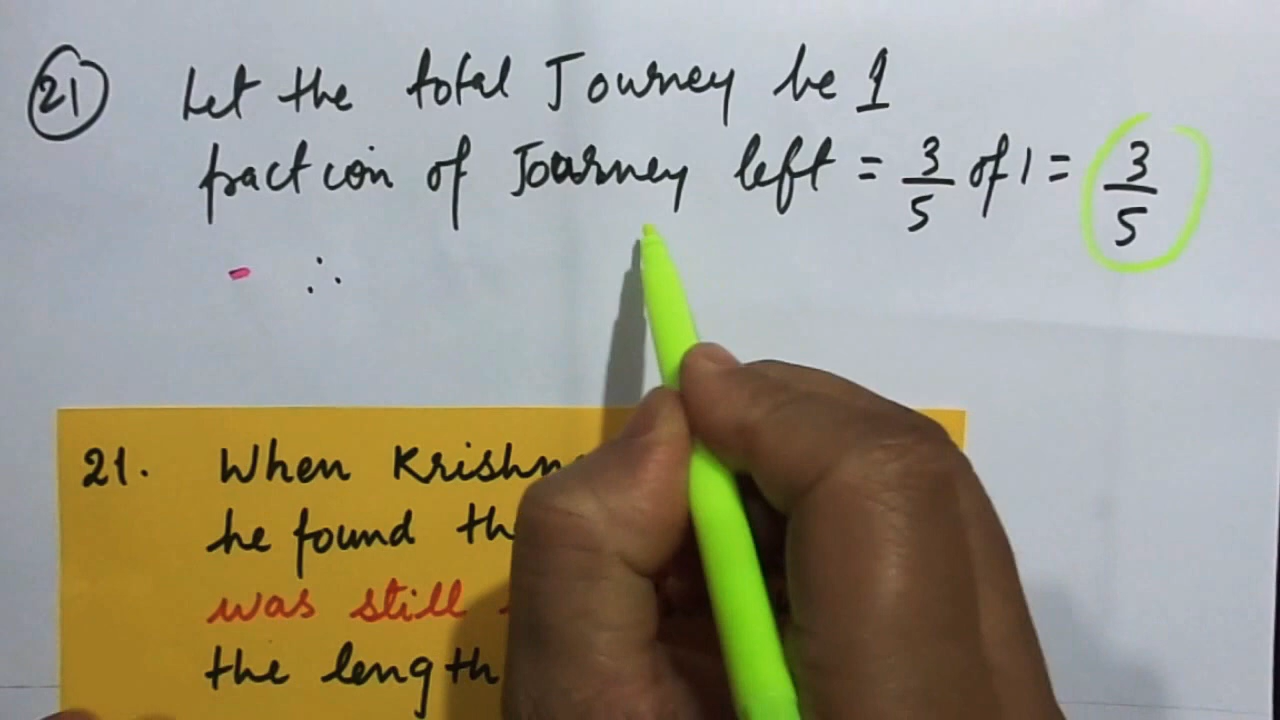 21 Let the total Journey be 1
fraction of Journey left = 3/5 of 1 = 3/5
- ∴
21. When Krishn
he found th
was still
the length